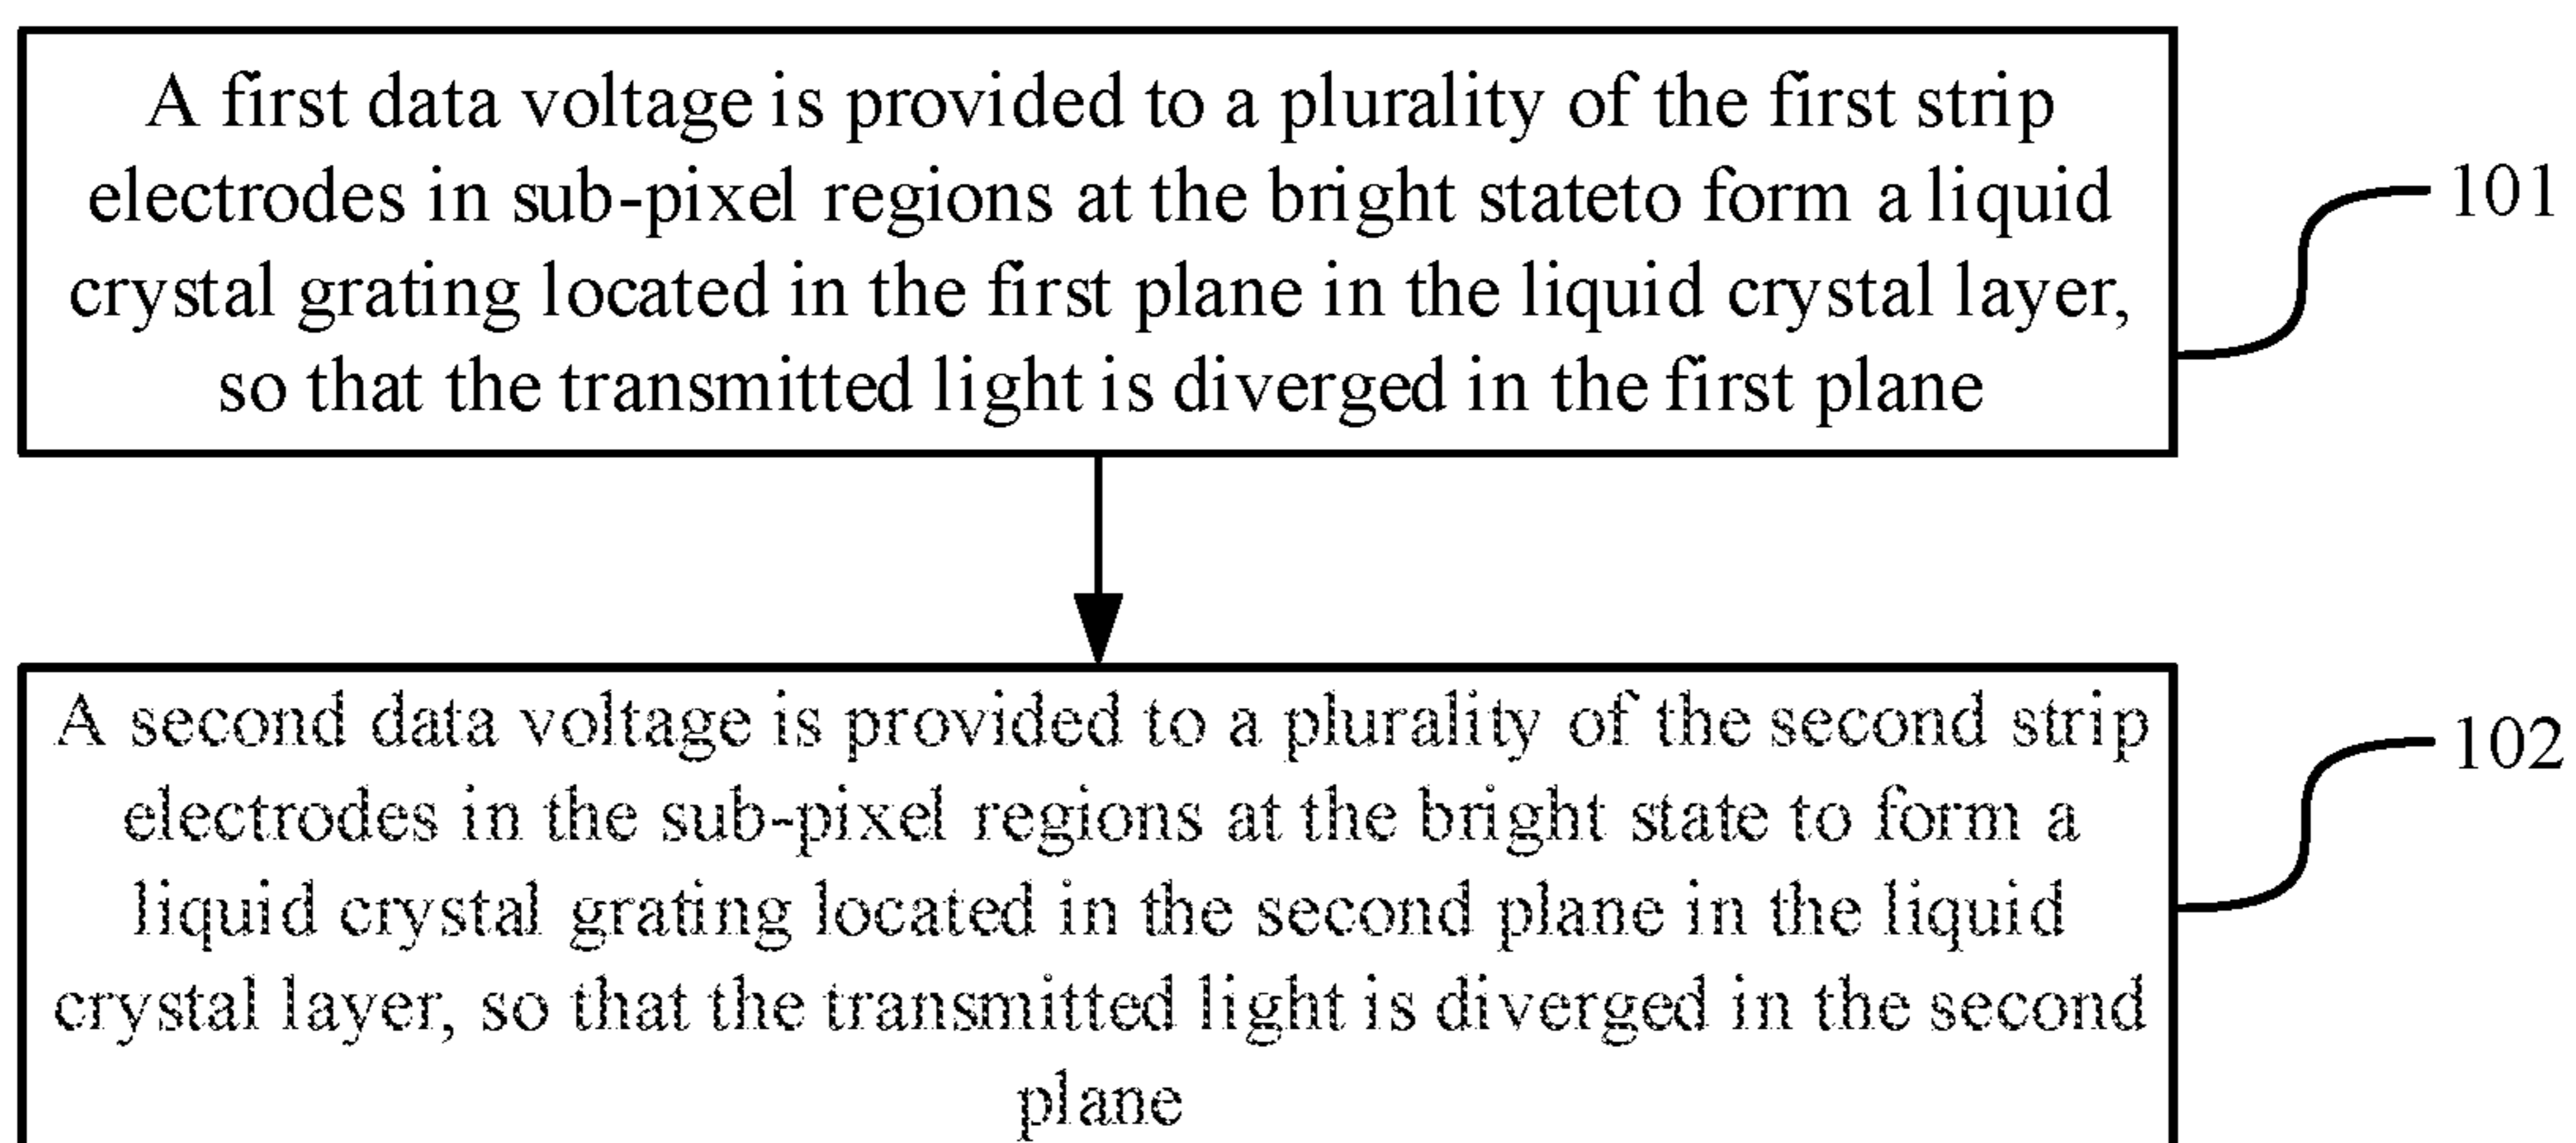 A first data voltage is provided to a plurality of the first strip
electrodes in sub-pixel regions at the bright stateto form a liquid
crystal grating located in the first plane in the liquid crystal layer,
so that the transmitted light is diverged in the first plane
101
A second data voltage is provided to a plurality of the second strip
electrodes in the sub-pixel regions at the bright state to form a
liquid crystal grating located in the second plane in the liquid
crystal layer, so that the transmitted light is diverged in the second
plane
102